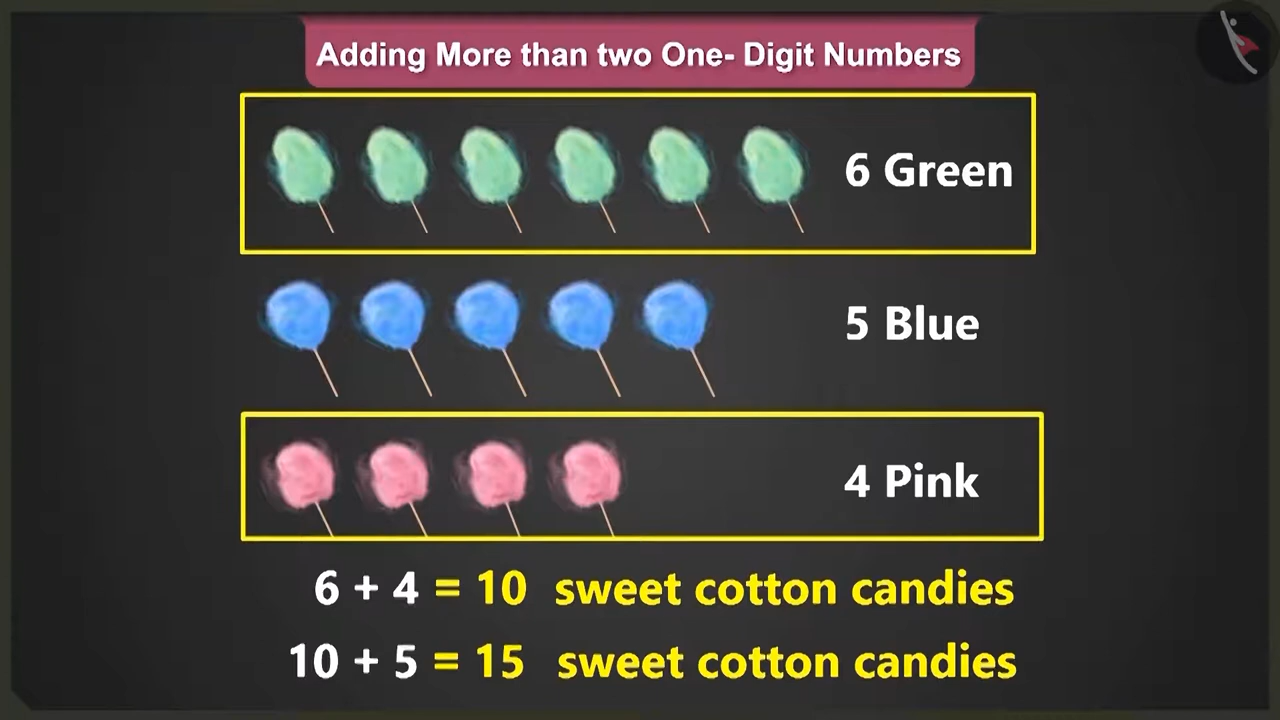 Adding More than two One- Digit Numbers
6 Green
5 Blue
4 Pink
6 + 4 = 10 sweet cotton candies
10 + 5 = 15 sweet cotton candies